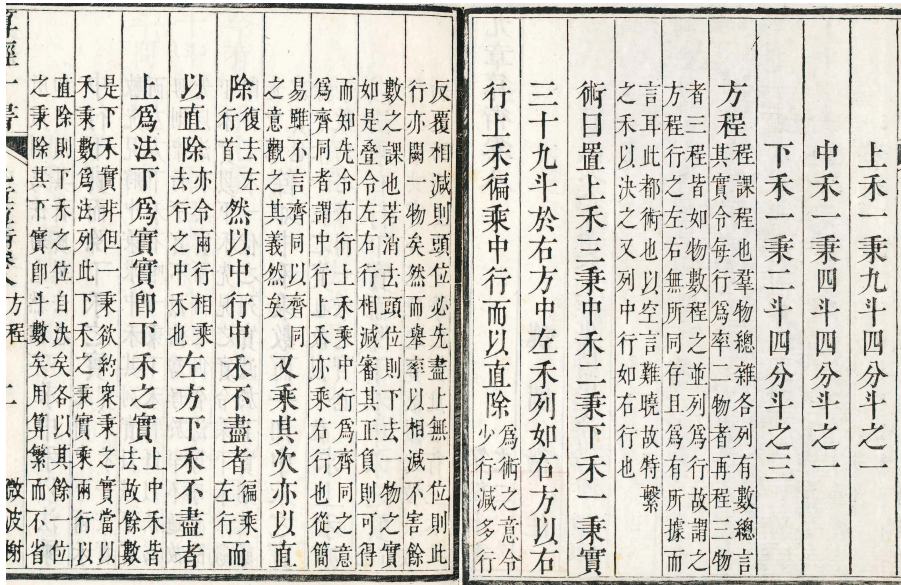 上禾一秉九斗四分斗之一
中禾一秉四斗四分斗之一
下禾一秉二斗四分斗之三
方程程課程也羣物總雜各列有數總言
其實令每行爲率二物者再程三物
者三程皆如物數程之並列爲行故謂之
方程行之左右無所同存且爲有所據而
言耳此都術也以空言難曉故特繫
之禾以決之又列中行如右行也
術曰置上禾三秉中禾二秉下禾一秉實
三十九斗於右方中左禾列如右方以右
行上禾徧乘中行而以直除爲術之意令
少行減多行
反覆相減則頭位必先盡上無一位則此
行亦闕一物矣然而舉率以相減不害餘
數之課也若消去頭位則下去一物之實
如是疊令左右行相減審其正負則可得
而如先令右行上禾乘中行爲齊同之意
爲齊同者謂中行上禾亦乘右行也從簡
易雖不言齊同以齊同
之意觀之其義然矣又乘其次亦以直
除復去左行首然以中行中禾不盡者徧乘左行而
以直除亦令兩行相乘去行之中禾也左方下禾不盡者
上爲法下爲實實卽下禾之實上中禾皆去故餘數
是下禾實非但一秉欲約衆秉之實當以
禾秉數爲法列此下禾之秉實乘兩行以
直除則下禾之位自決矣各以其餘一位
之秉除其下實卽斗數矣用算繁而不省
方程